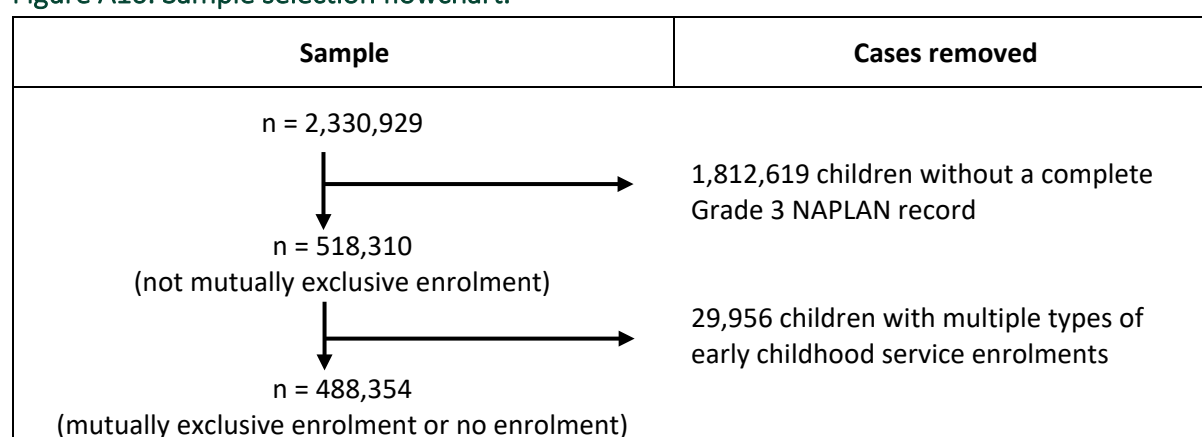 Figure A10. Sample selection flowchart.
Sample
Cases removed
n = 2,330,929
1,812,619 children without a complete
Grade 3 NAPLAN record
n = 518,310
(not mutually exclusive enrolment)
29,956 children with multiple types of
early childhood service enrolments
n = 488,354
(mutually exclusive enrolment or no enrolment)